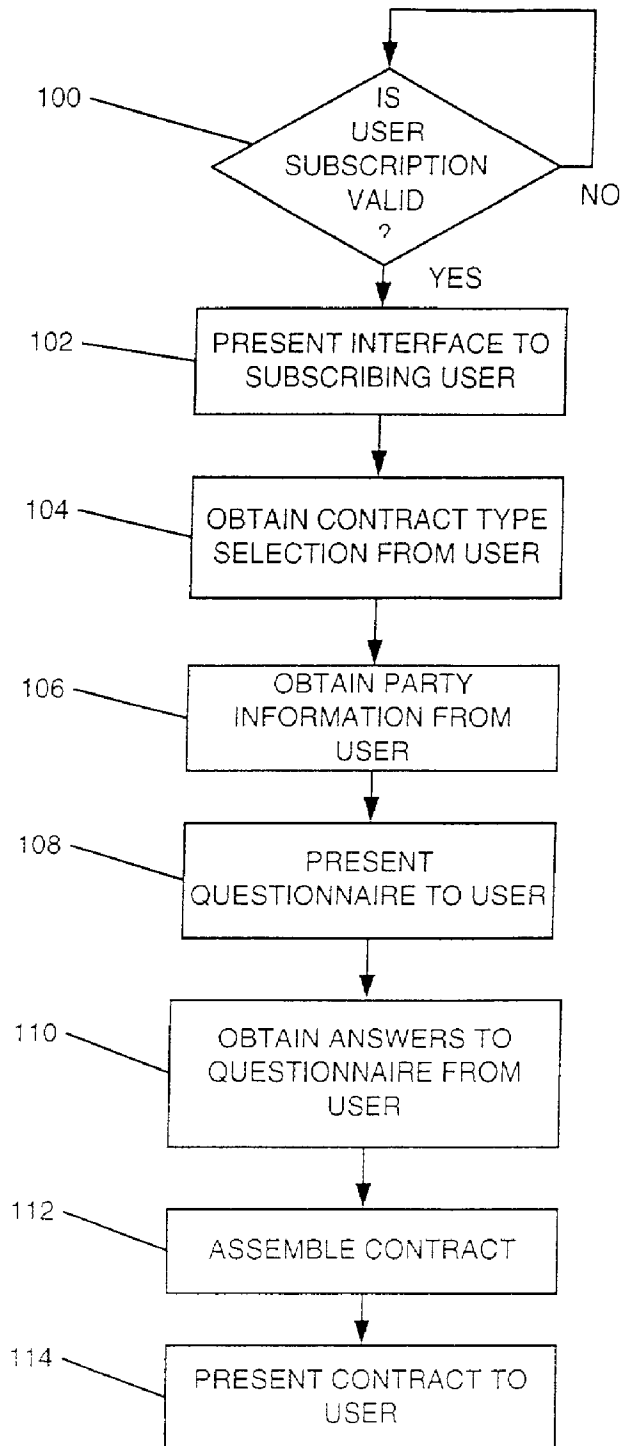 100
IS
USER
SUBSCRIPTION
VALID
?
NO
YES
102
PRESENT INTERFACE TO
SUBSCRIBING USER
104
OBTAIN CONTRACT TYPE
SELECTION FROM USER
106
OBTAIN PARTY
INFORMATION FROM
USER
108
PRESENT
QUESTIONNAIRE TO USER
110
OBTAIN ANSWERS TO
QUESTIONNAIRE FROM
USER
112
ASSEMBLE CONTRACT
114
PRESENT CONTRACT TO
USER